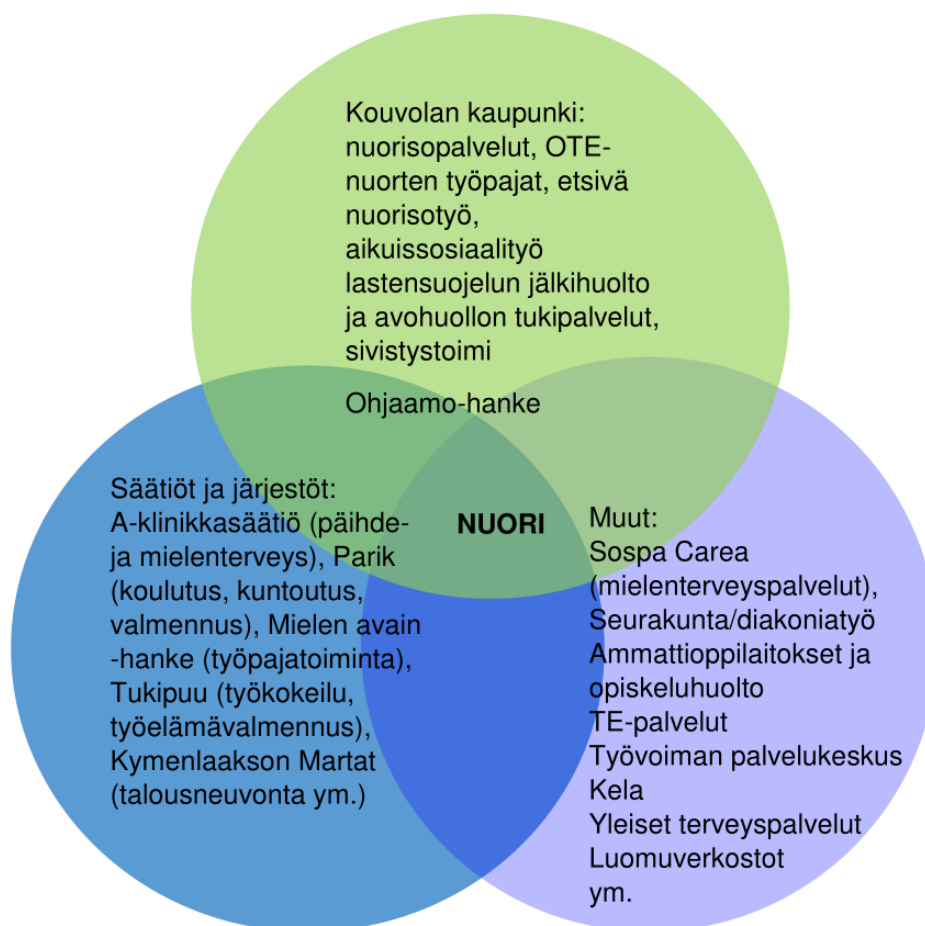 Kouvolan kaupunki:
nuorisopalvelut, OTE-
nuorten työpajat, etsivä
nuorisotyö,
aikuissosiaalityö
lastensuojelun jälkihuolto
ja avohuollon tukipalvelut,
sivistystoimi
Ohjaamo-hanke
Säätiöt ja järjestöt:
A-klinikkasäätiö (päihde-
ja mielenterveys), Parik
(koulutus, kuntoutus,
valmennus), Mielen avain
-hanke (työpajatoiminta),
Tukipuu (työkokeilu,
työelämävalmennus),
Kymenlaakson Martat
(talousneuvonta ym.)
NUORI
Muut:
Sospa Carea
(mielenterveyspalvelut),
Seurakunta/diakoniatyö
Ammattioppilaitokset ja
opiskeluhuolto
TE-palvelut
Työvoiman palvelukeskus
Kela
Yleiset terveyspalvelut
Luomuverkostot
ym.